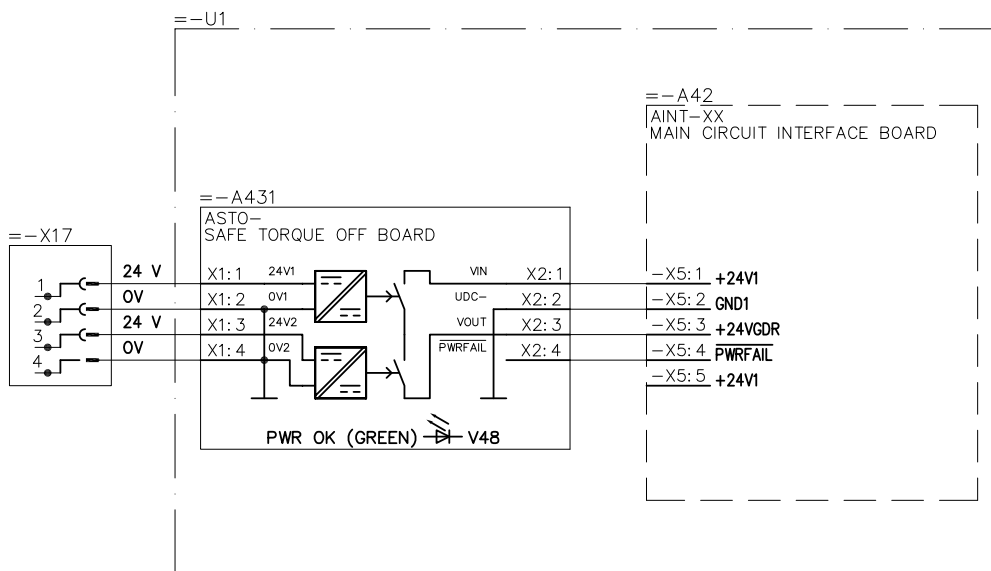 =-U1
=-A42
AINT-XX
MAIN CIRCUIT INTERFACE BOARD
=-A431
ASTO-
SAFE TORQUE OFF BOARD
=-X17
1 24 V X1:1 24V1 VIN X2:1 -X5:1 +24V1
2 0V X1:2 0V1 UDC- X2:2 -X5:2 GND1
3 24 V X1:3 24V2 VOUT X2:3 -X5:3 +24VGDR
4 0V X1:4 0V2 PWRFAIL X2:4 -X5:4 PWRFAIL
-X5:5 +24V1
PWR OK (GREEN) V48